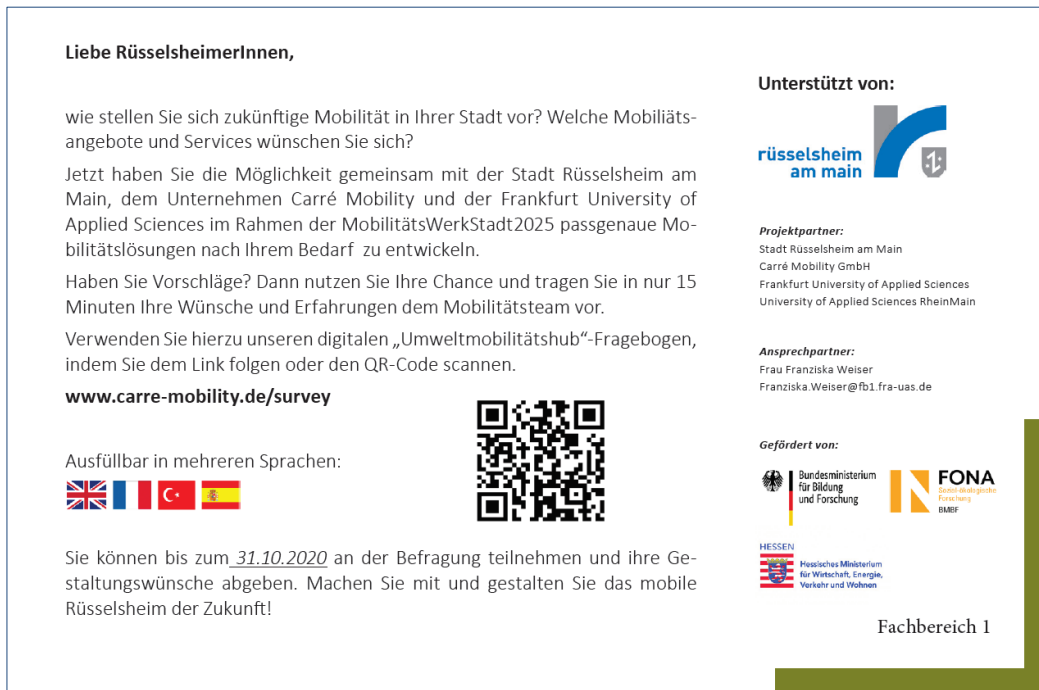 Liebe RüsselsheimerInnen,
wie stellen Sie sich zukünftige Mobilität in Ihrer Stadt vor? Welche Mobiliäts-
angebote und Services wünschen Sie sich?
Jetzt haben Sie die Möglichkeit gemeinsam mit der Stadt Rüsselsheim am
Main, dem Unternehmen Carré Mobility und der Frankfurt University of
Applied Sciences im Rahmen der MobilitätsWerkStadt2025 passgenaue Mo-
bilitätslösungen nach Ihrem Bedarf zu entwickeln.
Haben Sie Vorschläge? Dann nutzen Sie Ihre Chance und tragen Sie in nur 15
Minuten Ihre Wünsche und Erfahrungen dem Mobilitätsteam vor.
Verwenden Sie hierzu unseren digitalen „Umweltmobilitätshub“-Fragebogen,
indem Sie dem Link folgen oder den QR-Code scannen.
www.carre-mobility.de/survey
Ausfüllbar in mehreren Sprachen:
Sie können bis zum 31.10.2020 an der Befragung teilnehmen und ihre Ge-
staltungswünsche abgeben. Machen Sie mit und gestalten Sie das mobile
Rüsselsheim der Zukunft!
Unterstützt von:
rüsselsheim
am main
Projektpartner:
Stadt Rüsselsheim am Main
Carré Mobility GmbH
Frankfurt University of Applied Sciences
University of Applied Sciences RheinMain
Ansprechpartner:
Frau Franziska Weiser
Franziska.Weiser@fb1.fra-uas.de
Gefördert von:
Bundesministerium
für Bildung
und Forschung
FONA
Sozial-ökologische
Forschung
BMBF
HESSEN
Hessisches Ministerium
für Wirtschaft, Energie,
Verkehr und Wohnen
Fachbereich 1